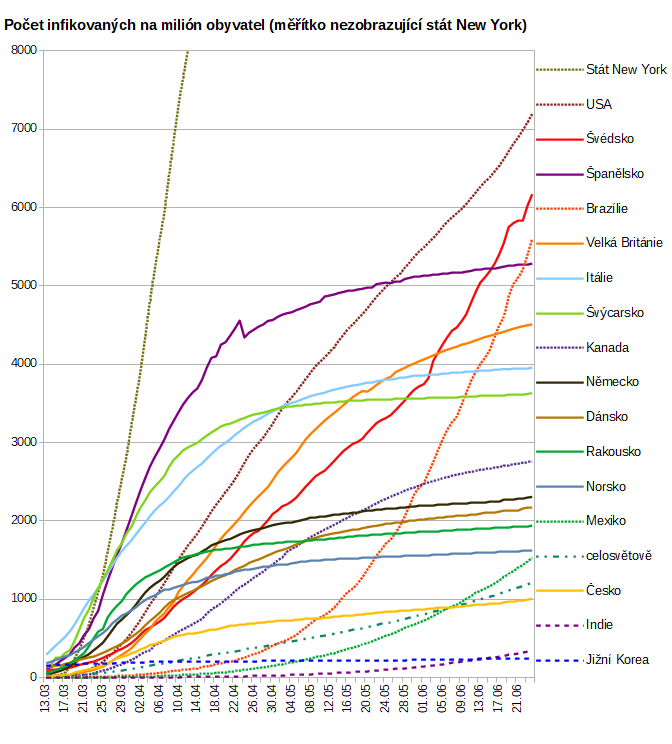 Počet infikovaných na milión obyvatel (měřítko nezobrazující stát New York)
8000
7000
6000
5000
4000
3000
2000
1000
0
13.03
17.03
21.03
25.03
29.03
02.04
06.04
10.04
14.04
18.04
22.04
26.04
30.04
04.05
08.05
12.05
16.05
20.05
24.05
28.05
01.06
05.06
09.06
13.06
17.06
21.06
Stát New York
USA
Švédsko
Španělsko
Brazílie
Velká Británie
Itálie
Švýcarsko
Kanada
Německo
Dánsko
Rakousko
Norsko
Mexiko
celosvětově
Česko
Indie
Jižní Korea